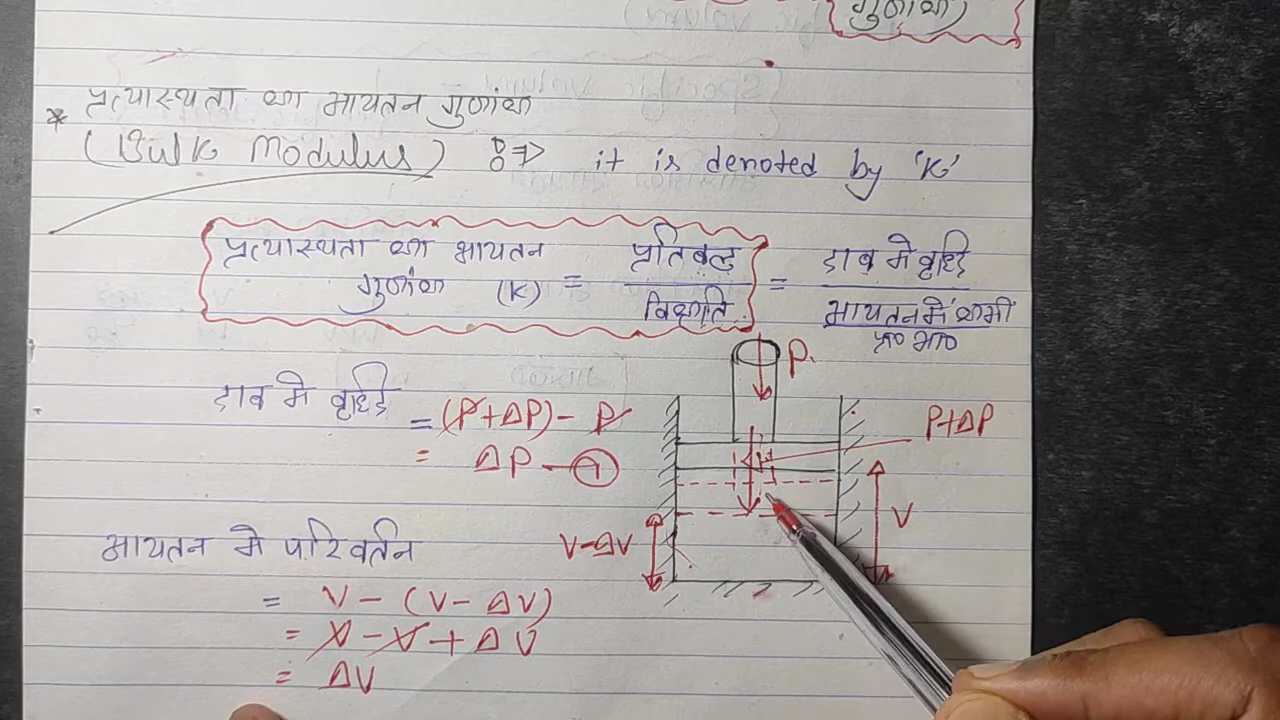 गुणांक)
* प्रत्यास्थता का आयतन गुणांक
(Bulk Modulus) ⇒ it is denoted by 'K'
प्रत्यास्थता का आयतन गुणांक (K) = प्रतिबल / विकृति = दाब मे वृद्धि / आयतन में कमी प्र० आ०
P.
दाब मे वृद्धि = (P+ΔP) - P
P+ΔP
= ΔP - ①
V
आयतन मे परिवर्तन
V-ΔV
= V - (V - ΔV)
= V - V + ΔV
= ΔV